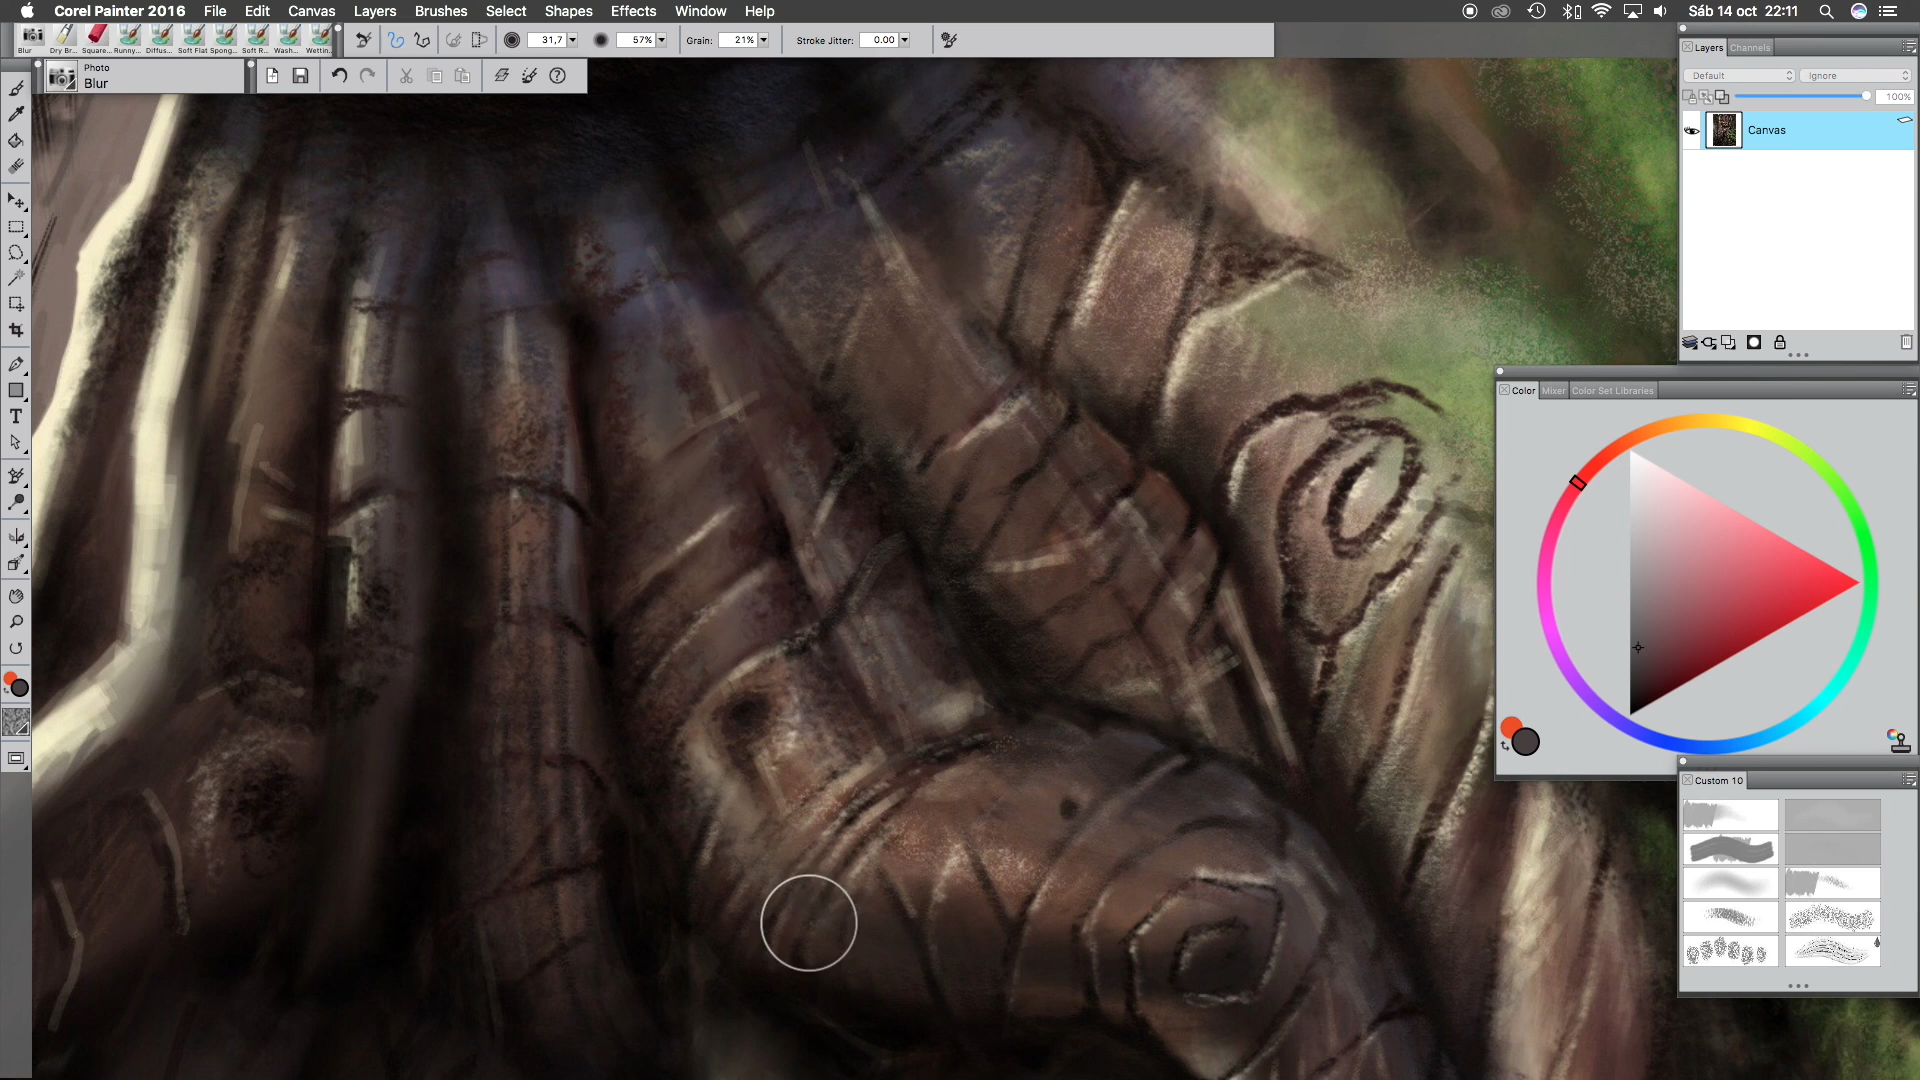 Corel Painter 2016 File Edit Canvas Layers Brushes Select Shapes Effects Window Help Sáb 14 oct 22:11
Blur Dry Br... Square... Runny... Diffus... Soft Flat Spong... Soft R... Wash... Wettin... 31,7 57% Grain: 21% Stroke Jitter: 0.00
Photo
Blur
Layers Channels
Default Ignore
100%
Canvas
T
Color Mixer Color Set Libraries
Custom 10